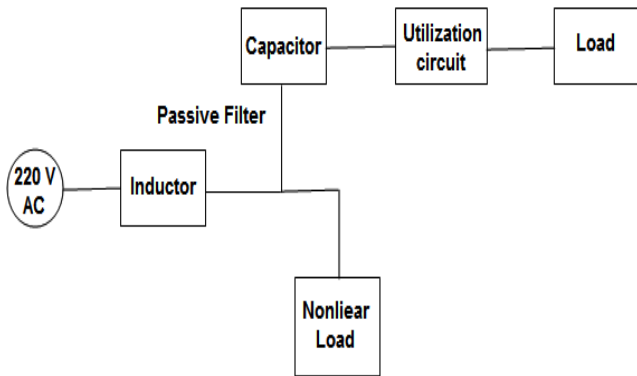 Capacitor
Utilization
circuit
Load
Passive Filter
220 V
AC
Inductor
Nonliear
Load